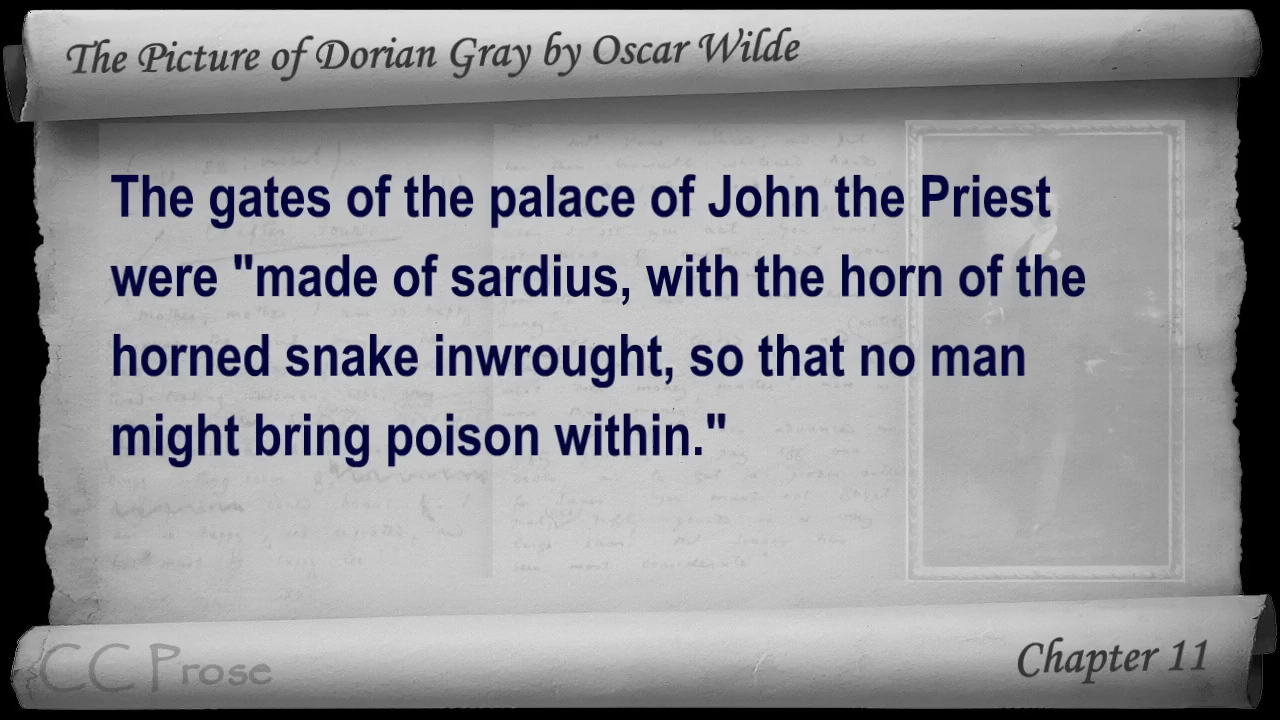 The Picture of Dorian Gray by Oscar Wilde
The gates of the palace of John the Priest
were "made of sardius, with the horn of the
horned snake inwrought, so that no man
might bring poison within."
CC Prose
Chapter 11